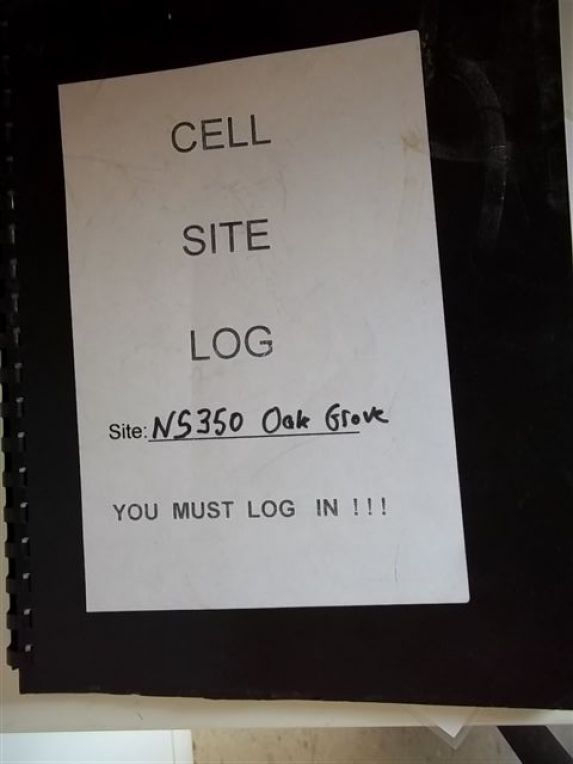 CELL
SITE
LOG
Site: NS350 Oak Grove
YOU MUST LOG IN !!!